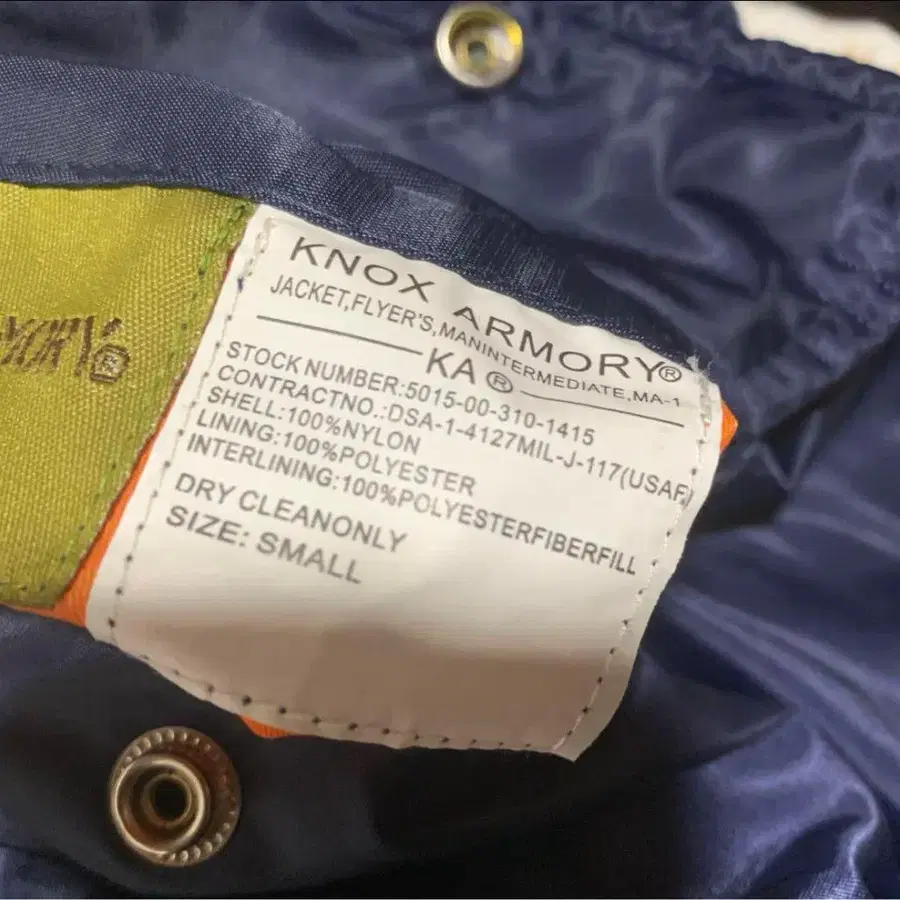 KNOX ARMORY®
JACKET,FLYER'S,MANINTERMEDIATE,MA-1
KA®
STOCK NUMBER:5015-00-310-1415
CONTRACTNO.:DSA-1-4127MIL-J-117(USAF)
SHELL:100%NYLON
LINING:100%POLYESTER
INTERLINING:100%POLYESTERFIBERFILL
DRY CLEANONLY
SIZE: SMALL